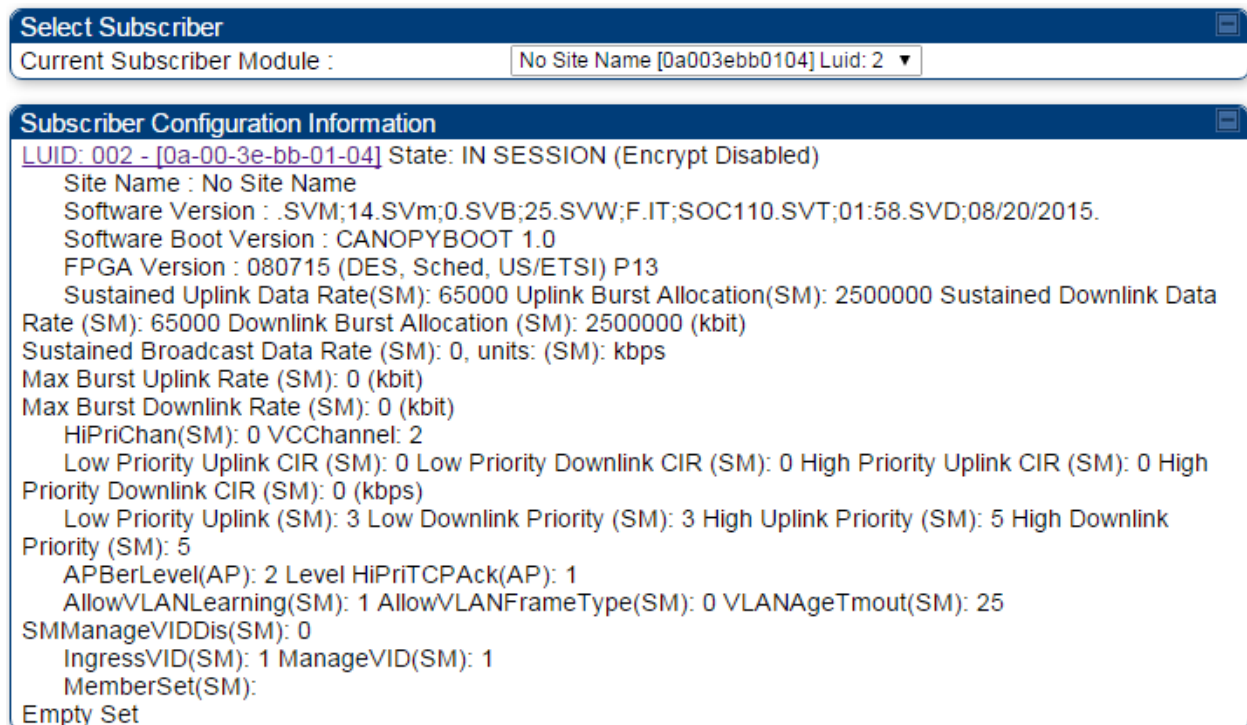 Select Subscriber
Current Subscriber Module : No Site Name [0a003ebb0104] Luid: 2
Subscriber Configuration Information
LUID: 002 - [0a-00-3e-bb-01-04] State: IN SESSION (Encrypt Disabled)
Site Name : No Site Name
Software Version : .SVM;14.SVm;0.SVB;25.SVW;F.IT;SOC110.SVT;01:58.SVD;08/20/2015.
Software Boot Version : CANOPYBOOT 1.0
FPGA Version : 080715 (DES, Sched, US/ETSI) P13
Sustained Uplink Data Rate(SM): 65000 Uplink Burst Allocation(SM): 2500000 Sustained Downlink Data
Rate (SM): 65000 Downlink Burst Allocation (SM): 2500000 (kbit)
Sustained Broadcast Data Rate (SM): 0, units: (SM): kbps
Max Burst Uplink Rate (SM): 0 (kbit)
Max Burst Downlink Rate (SM): 0 (kbit)
HiPriChan(SM): 0 VCChannel: 2
Low Priority Uplink CIR (SM): 0 Low Priority Downlink CIR (SM): 0 High Priority Uplink CIR (SM): 0 High
Priority Downlink CIR (SM): 0 (kbps)
Low Priority Uplink (SM): 3 Low Downlink Priority (SM): 3 High Uplink Priority (SM): 5 High Downlink
Priority (SM): 5
APBerLevel(AP): 2 Level HiPriTCPAck(AP): 1
AllowVLANLearning(SM): 1 AllowVLANFrameType(SM): 0 VLANAgeTmout(SM): 25
SMManageVIDDis(SM): 0
IngressVID(SM): 1 ManageVID(SM): 1
MemberSet(SM):
Empty Set